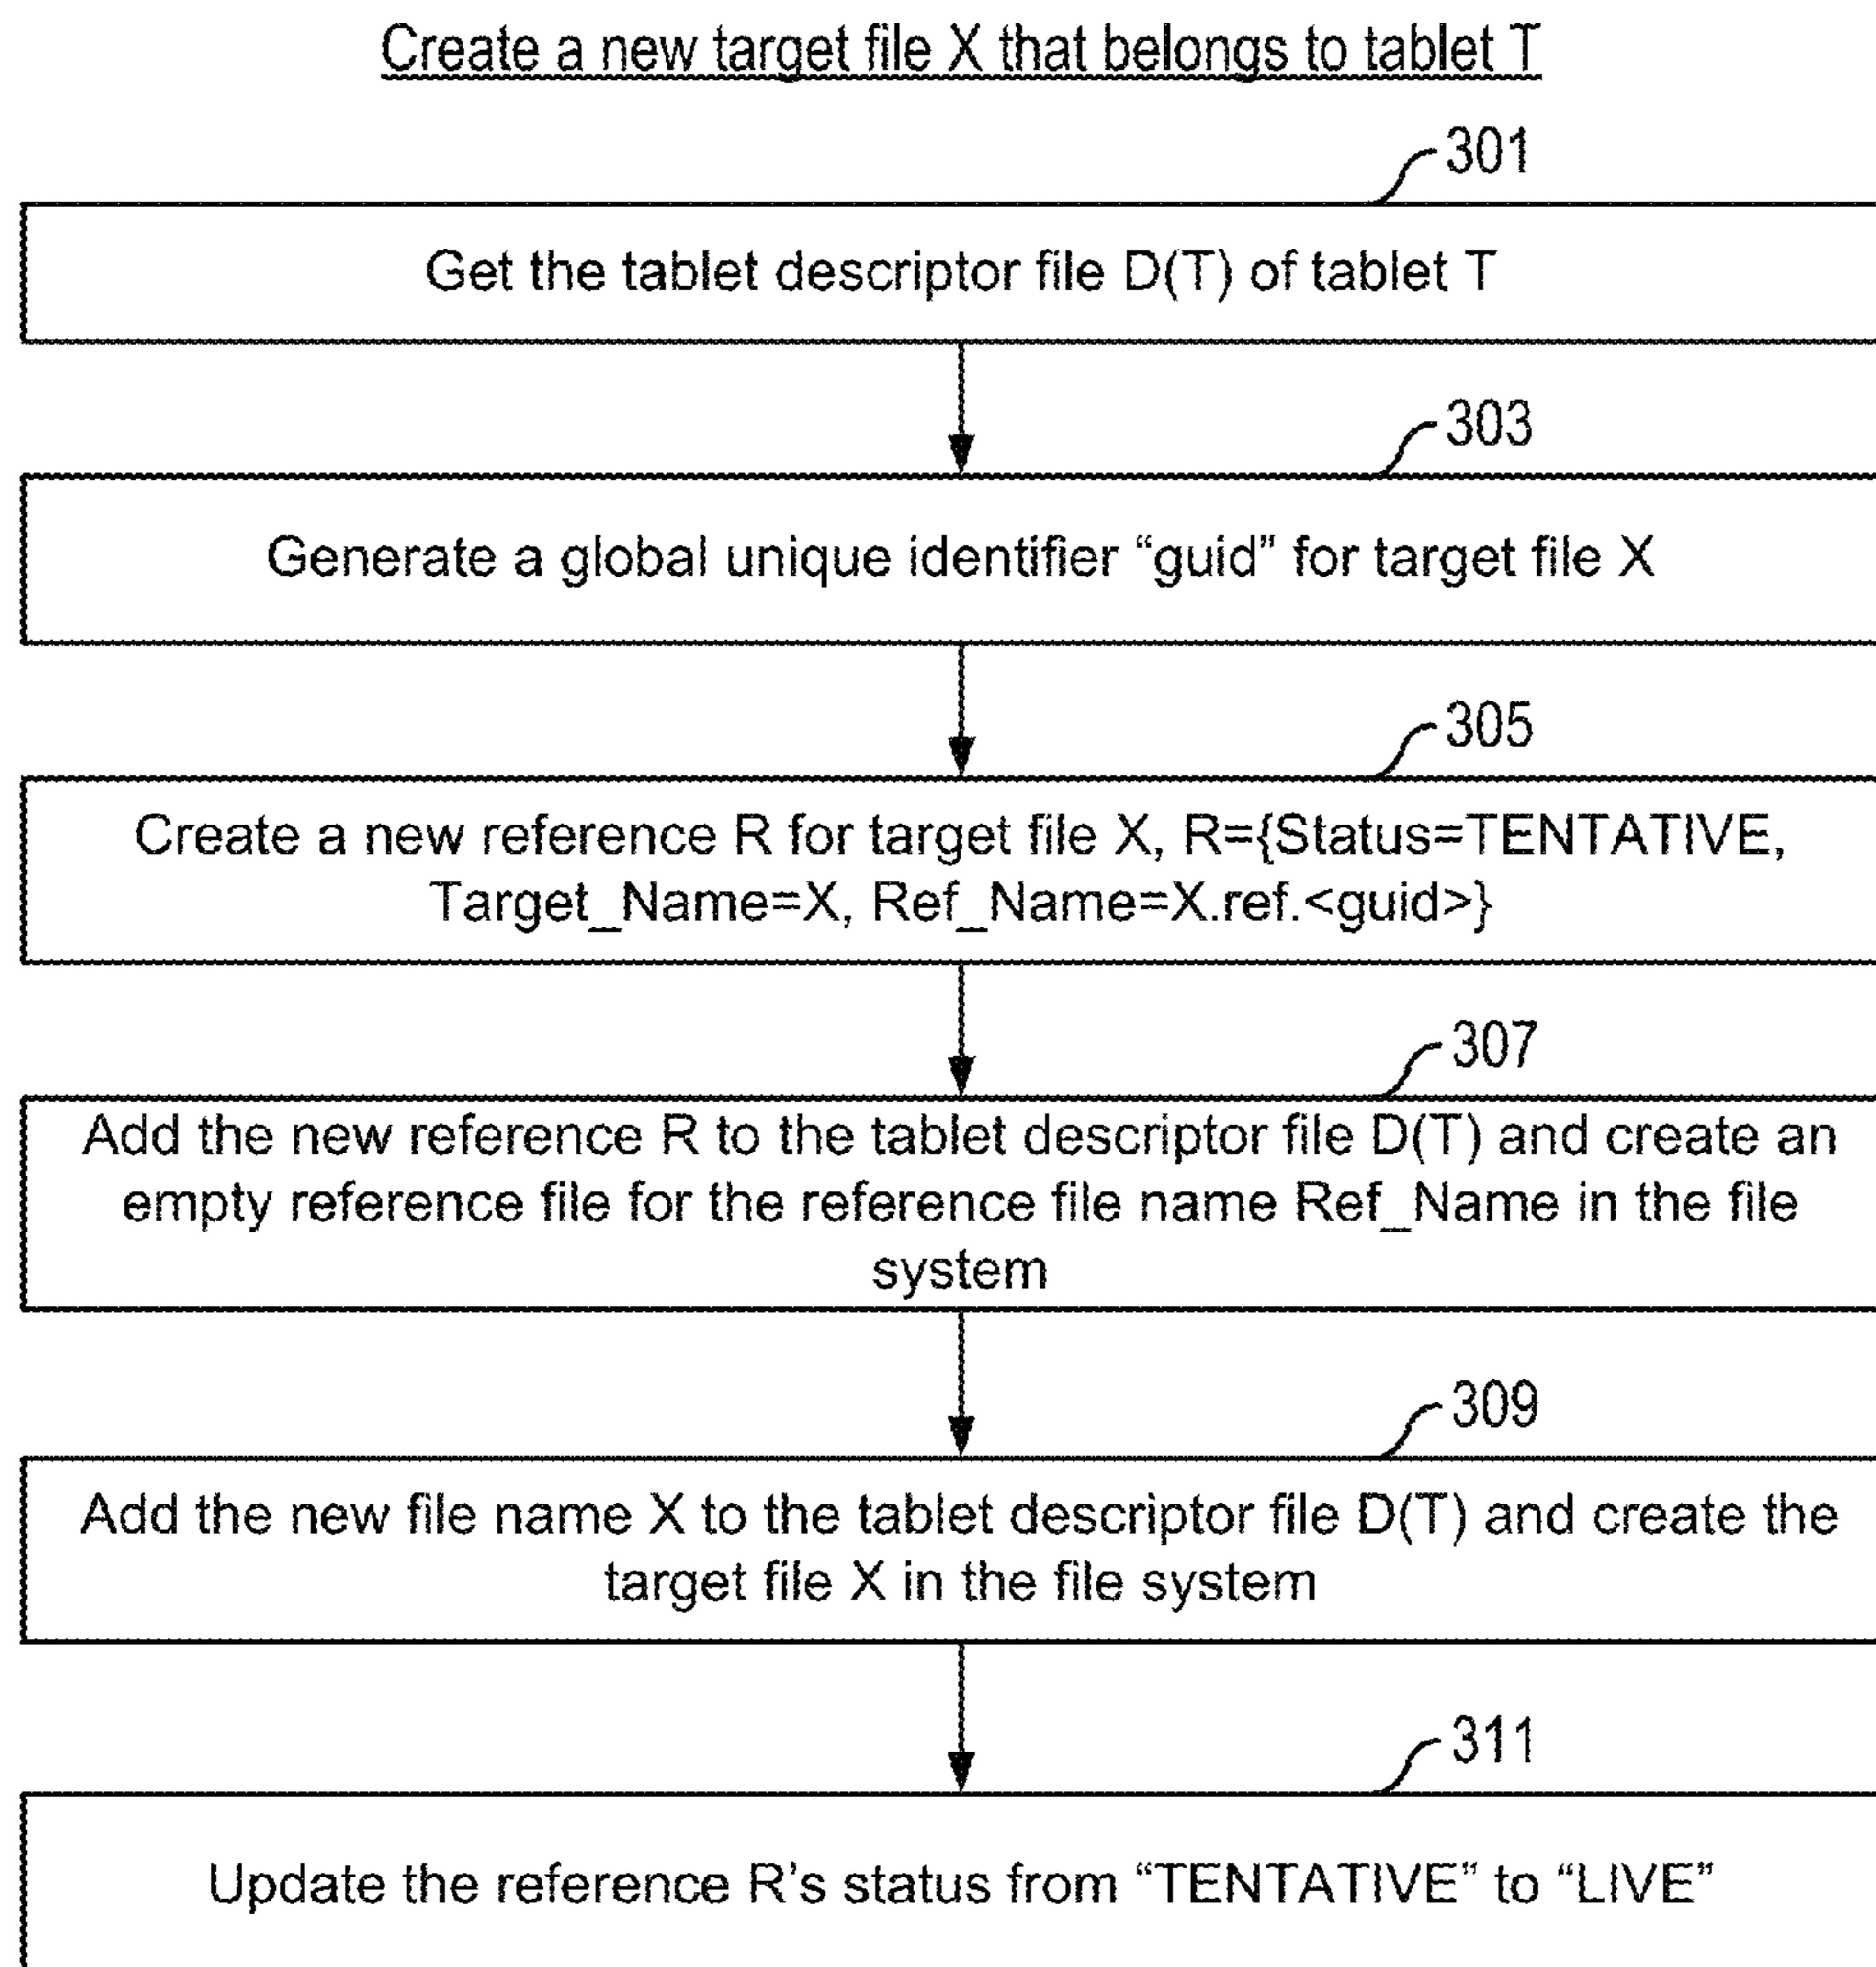 Create a new target file X that belongs to tablet T
301
Get the tablet descriptor file D(T) of tablet T
303
Generate a global unique identifier “guid” for target file X
305
Create a new reference R for target file X, R={Status=TENTATIVE,
Target_Name=X, Ref_Name=X.ref.<guid>}
307
Add the new reference R to the tablet descriptor file D(T) and create an
empty reference file for the reference file name Ref_Name in the file
system
309
Add the new file name X to the tablet descriptor file D(T) and create the
target file X in the file system
311
Update the reference R’s status from “TENTATIVE” to “LIVE”